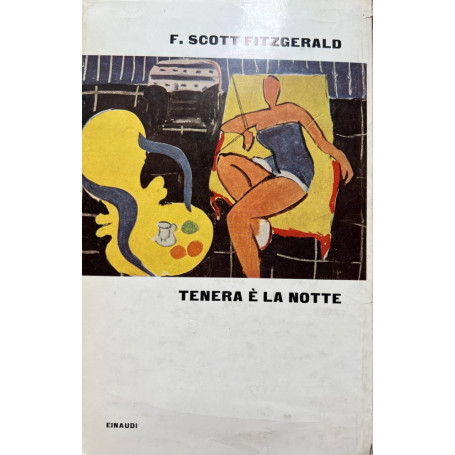 F. SCOTT FITZGERALD
TENERA È LA NOTTE
EINAUDI